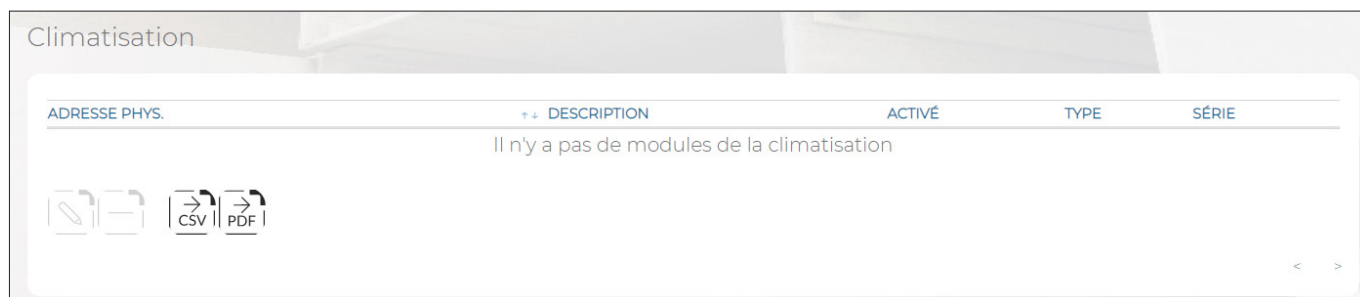 Climatisation
ADRESSE PHYS. ↑↓ DESCRIPTION ACTIVÉ TYPE SÉRIE
Il n'y a pas de modules de la climatisation
CSV PDF
< >